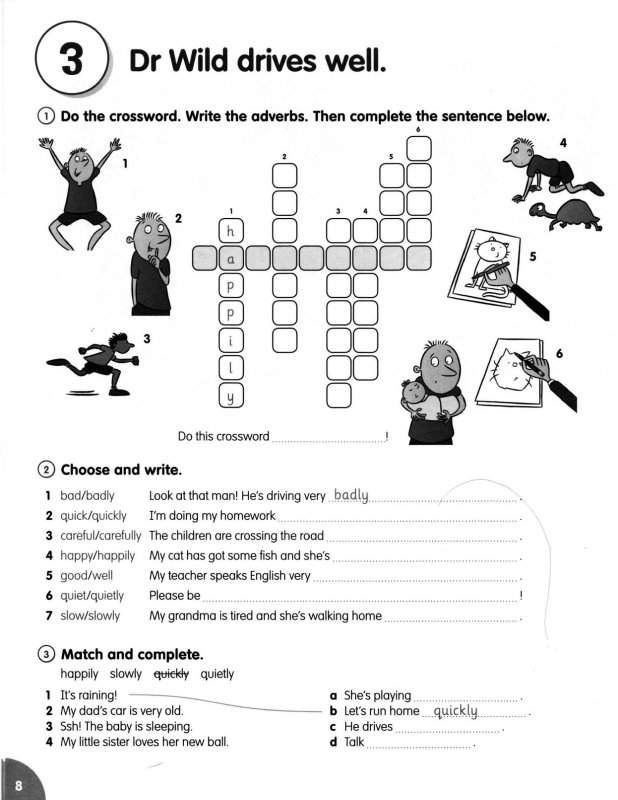 3 Dr Wild drives well.
1 Do the crossword. Write the adverbs. Then complete the sentence below.
6
1
2
5
4
2
1
3 4
h
a
5
p
p
3
i
6
l
y
Do this crossword ........................ !
2 Choose and write.
1 bad/badly Look at that man! He's driving very badly .
2 quick/quickly I'm doing my homework ........................ .
3 careful/carefully The children are crossing the road ........................ .
4 happy/happily My cat has got some fish and she's ........................ .
5 good/well My teacher speaks English very ........................ .
6 quiet/quietly Please be ........................ !
7 slow/slowly My grandma is tired and she's walking home ........................ .
3 Match and complete.
happily slowly quickly quietly
1 It's raining! a She's playing ........................ .
2 My dad's car is very old. b Let's run home quickly .
3 Ssh! The baby is sleeping. c He drives ........................ .
4 My little sister loves her new ball. d Talk ........................ .
8